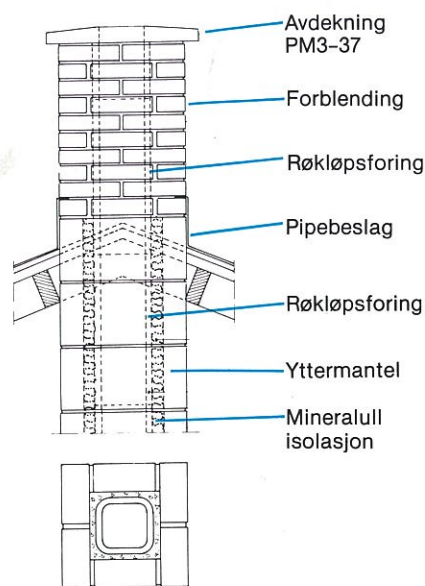 Avdekning
PM3-37
Forblending
Røkløpsforing
Pipebeslag
Røkløpsforing
Yttermantel
Mineralull
isolasjon